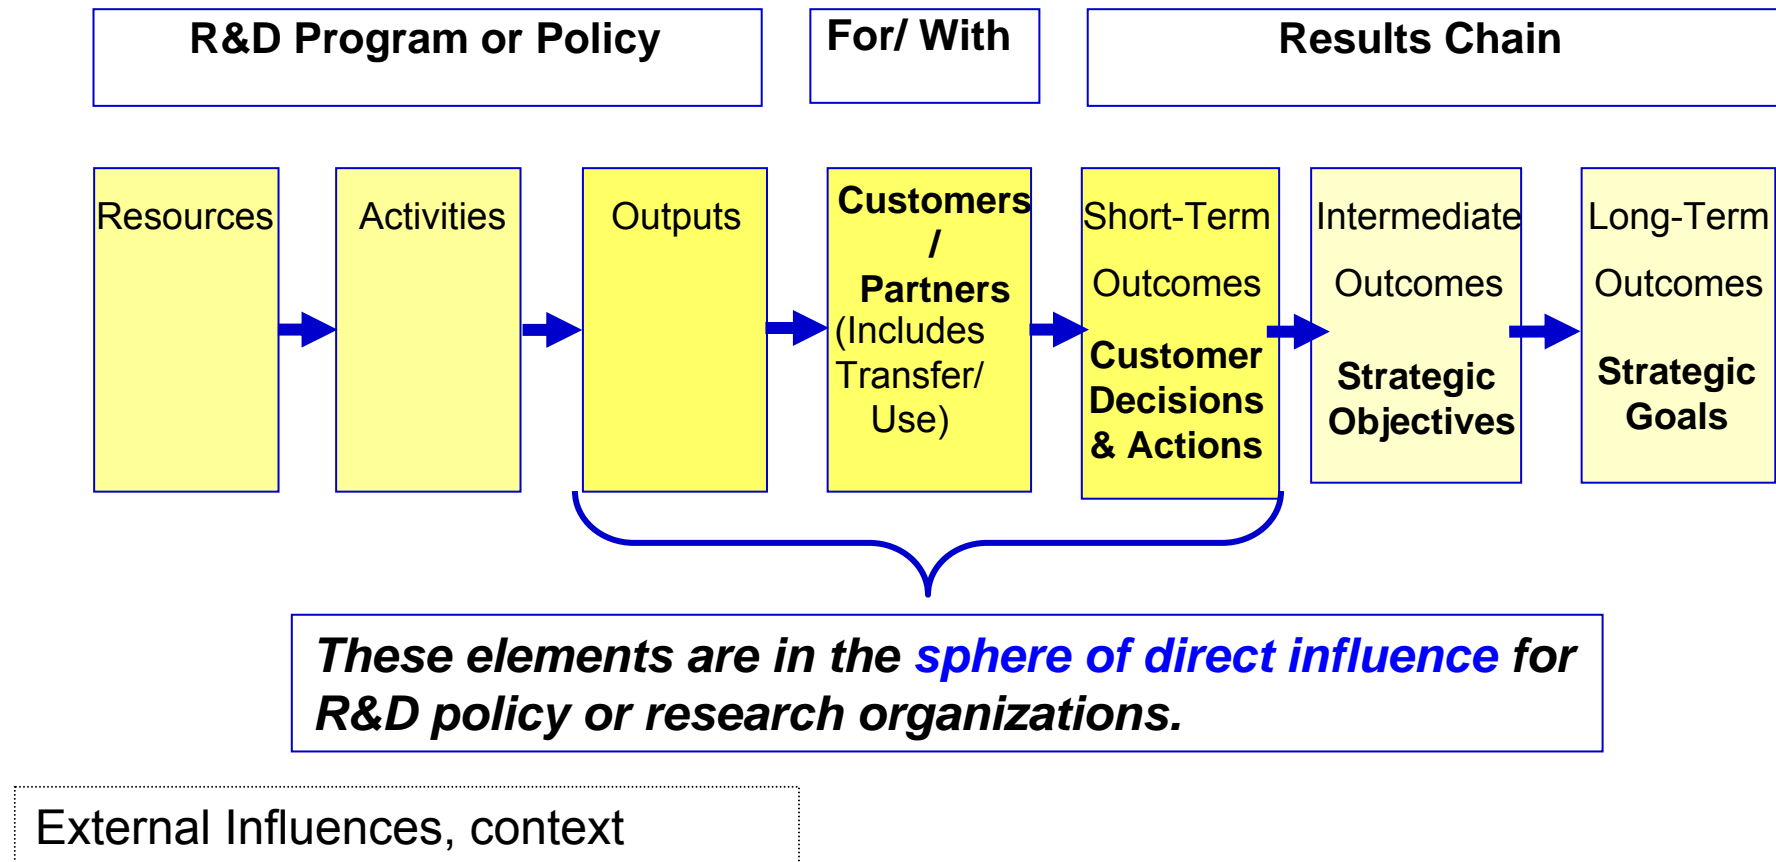 R&D Program or Policy
For/ With
Results Chain
Resources
Activities
Outputs
Customers
/
Partners
(Includes
Transfer/
Use)
Short-Term
Outcomes
Customer
Decisions
& Actions
Intermediate
Outcomes
Strategic
Objectives
Long-Term
Outcomes
Strategic
Goals
These elements are in the sphere of direct influence for
R&D policy or research organizations.
External Influences, context